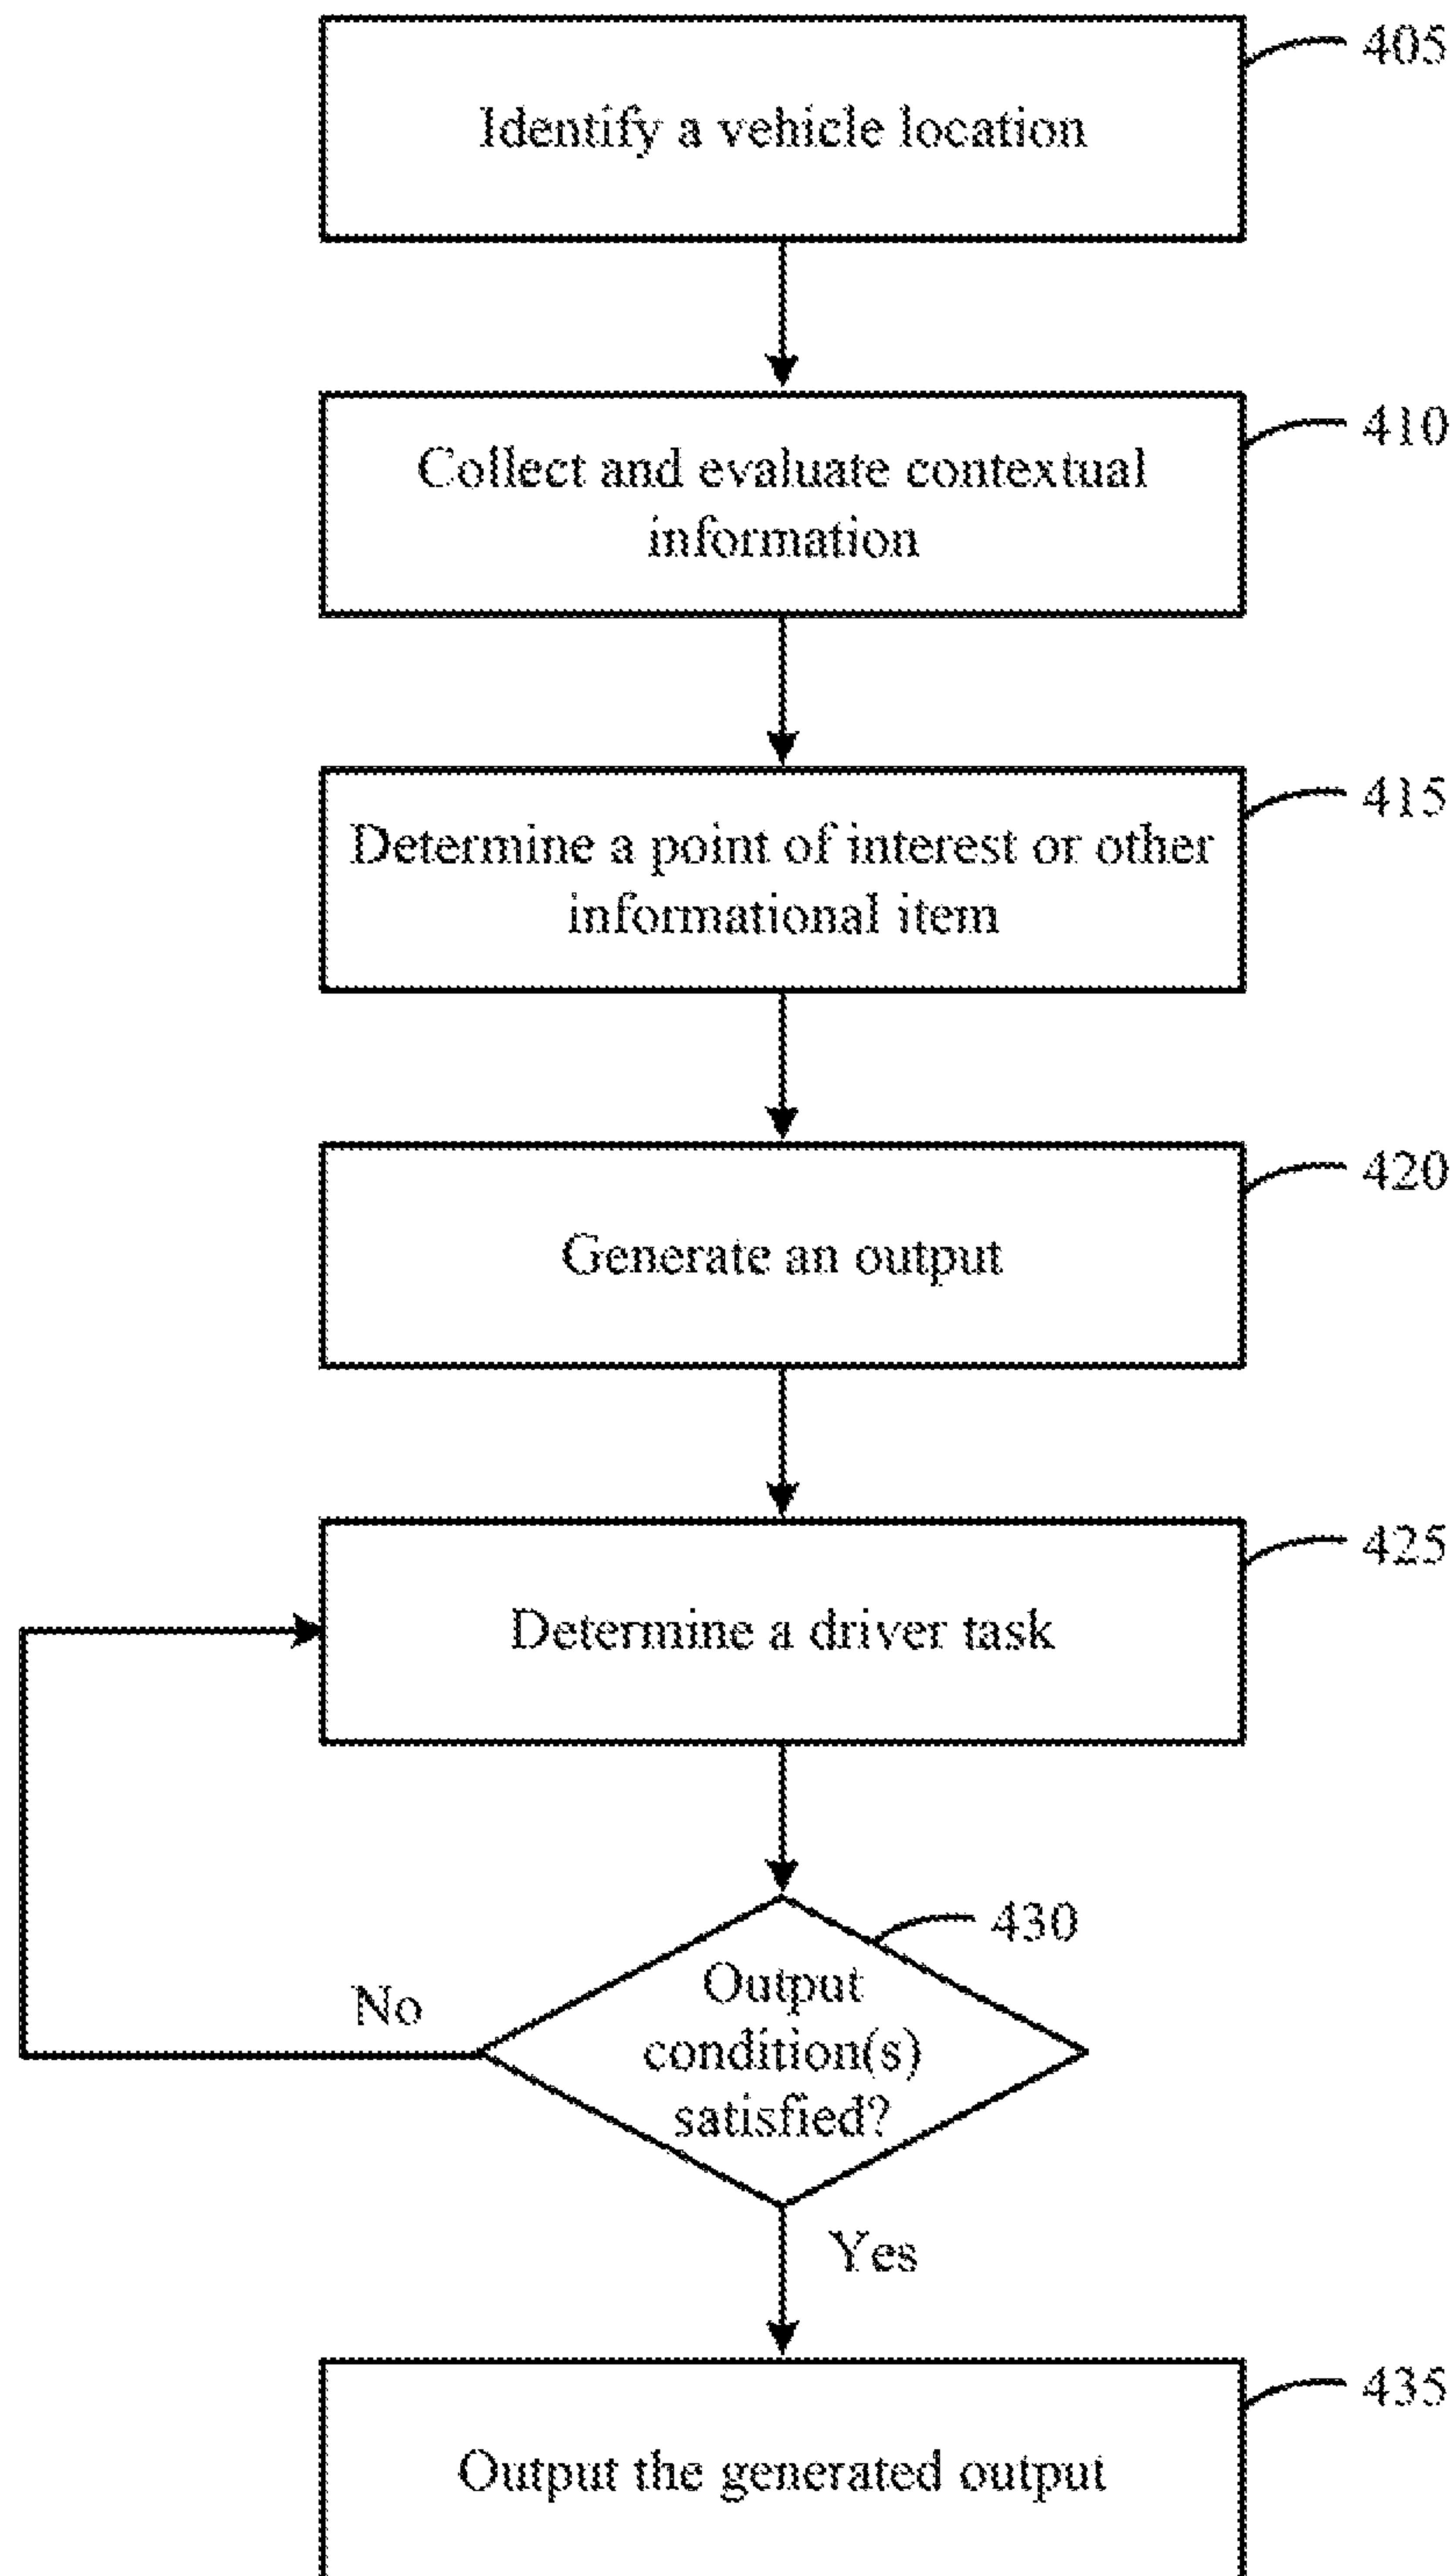 405
Identify a vehicle location
410
Collect and evaluate contextual
information
415
Determine a point of interest or other
informational item
420
Generate an output
425
Determine a driver task
430
Output
condition(s)
satisfied?
No
Yes
435
Output the generated output